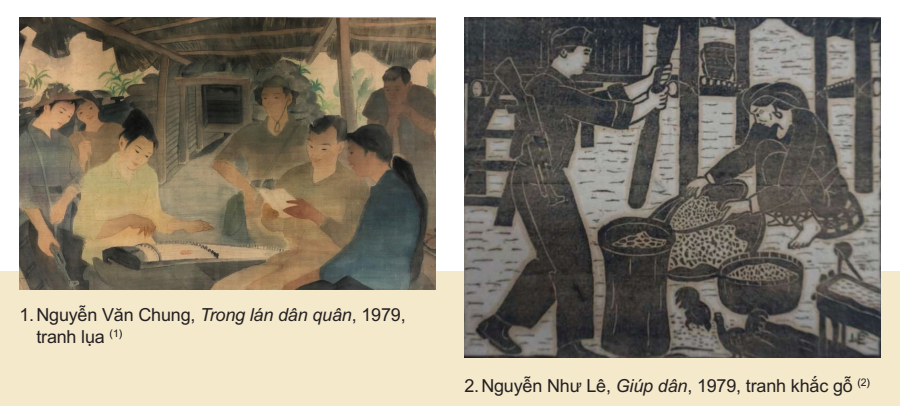 1. Nguyễn Văn Chung, Trong lán dân quân, 1979,
tranh lụa (1)
LÊ
2. Nguyễn Như Lê, Giúp dân, 1979, tranh khắc gỗ (2)